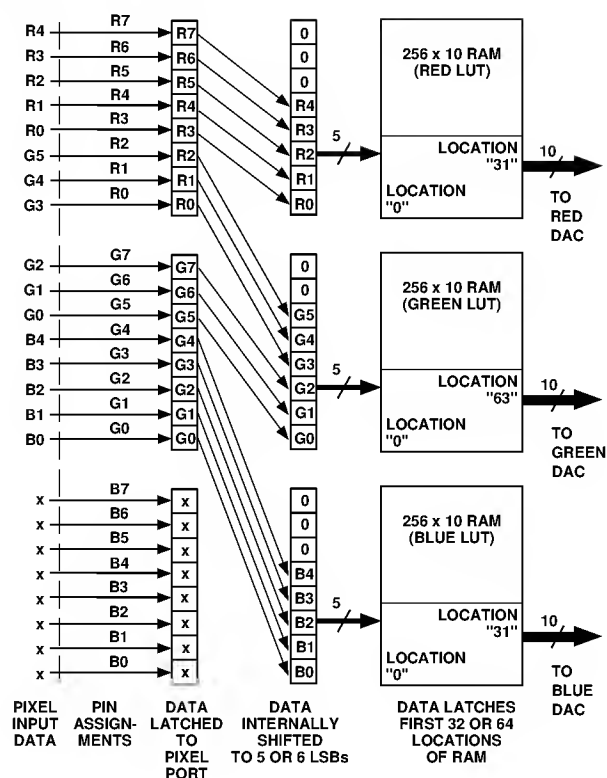 R4 R7 R7 0
R3 R6 R6 0
R2 R5 R5 0
R1 R4 R4 R4
R0 R3 R3 R3
G5 R2 R2 R2
G4 R1 R1 R1
G3 R0 R0 R0
5
256 x 10 RAM
(RED LUT)
LOCATION
"31"
LOCATION
"0"
10
TO
RED
DAC
G2 G7 G7 0
G1 G6 G6 0
G0 G5 G5 G5
B4 G4 G4 G4
B3 G3 G3 G3
B2 G2 G2 G2
B1 G1 G1 G1
B0 G0 G0 G0
5
256 x 10 RAM
(GREEN LUT)
LOCATION
"63"
LOCATION
"0"
10
TO
GREEN
DAC
x B7 x 0
x B6 x 0
x B5 x 0
x B4 x B4
x B3 x B3
x B2 x B2
x B1 x B1
x B0 x B0
5
256 x 10 RAM
(BLUE LUT)
LOCATION
"31"
LOCATION
"0"
10
TO
BLUE
DAC
PIXEL
INPUT
DATA
PIN
ASSIGN-
MENTS
DATA
LATCHED
TO
PIXEL
PORT
DATA
INTERNALLY
SHIFTED
TO 5 OR 6 LSBs
DATA LATCHES
FIRST 32 OR 64
LOCATIONS
OF RAM